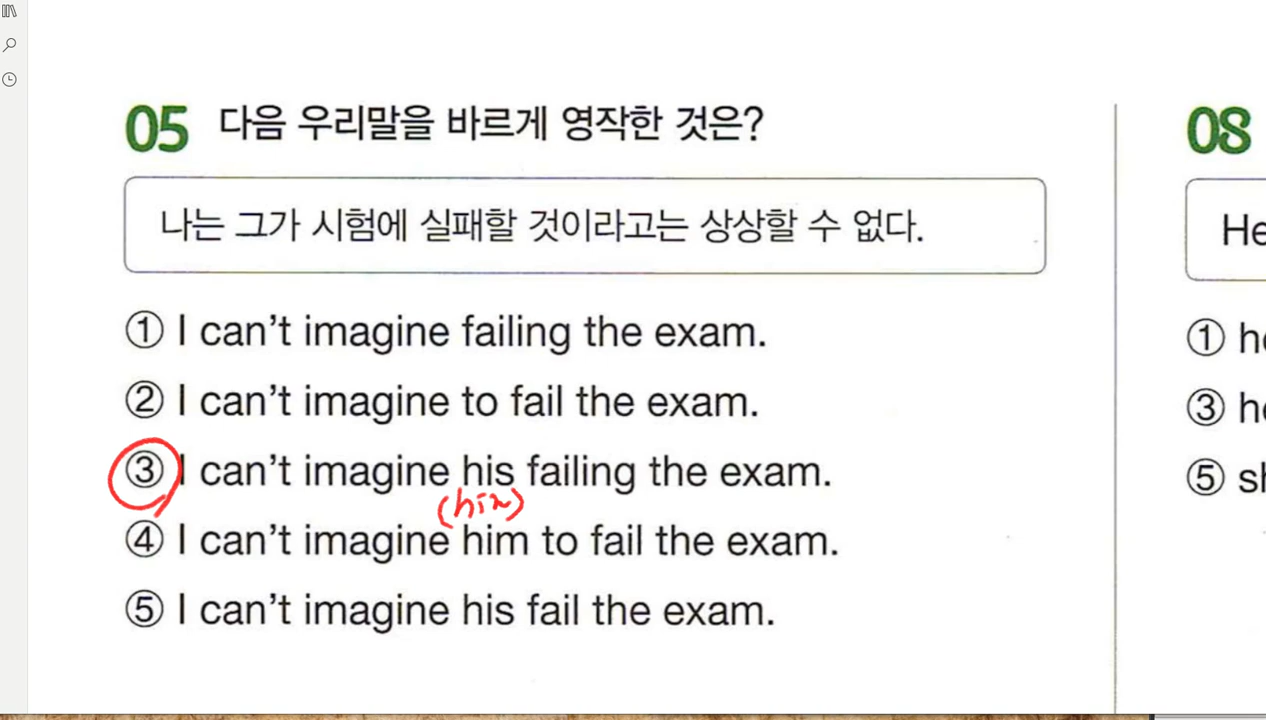 05 다음 우리말을 바르게 영작한 것은?
나는 그가 시험에 실패할 것이라고는 상상할 수 없다.
① I can't imagine failing the exam.
② I can't imagine to fail the exam.
③ I can't imagine his failing the exam.
(him)
④ I can't imagine him to fail the exam.
⑤ I can't imagine his fail the exam.
08
He
① he
③ he
⑤ sh